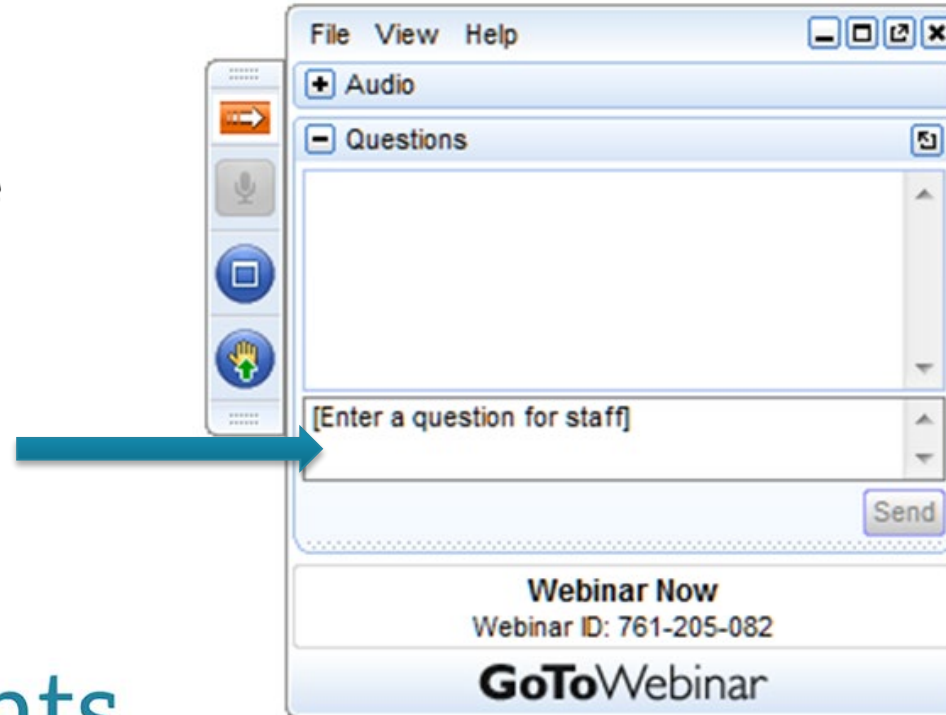 File View Help
Audio
Questions
[Enter a question for staff]
Send
Webinar Now
Webinar ID: 761-205-082
GoToWebinar